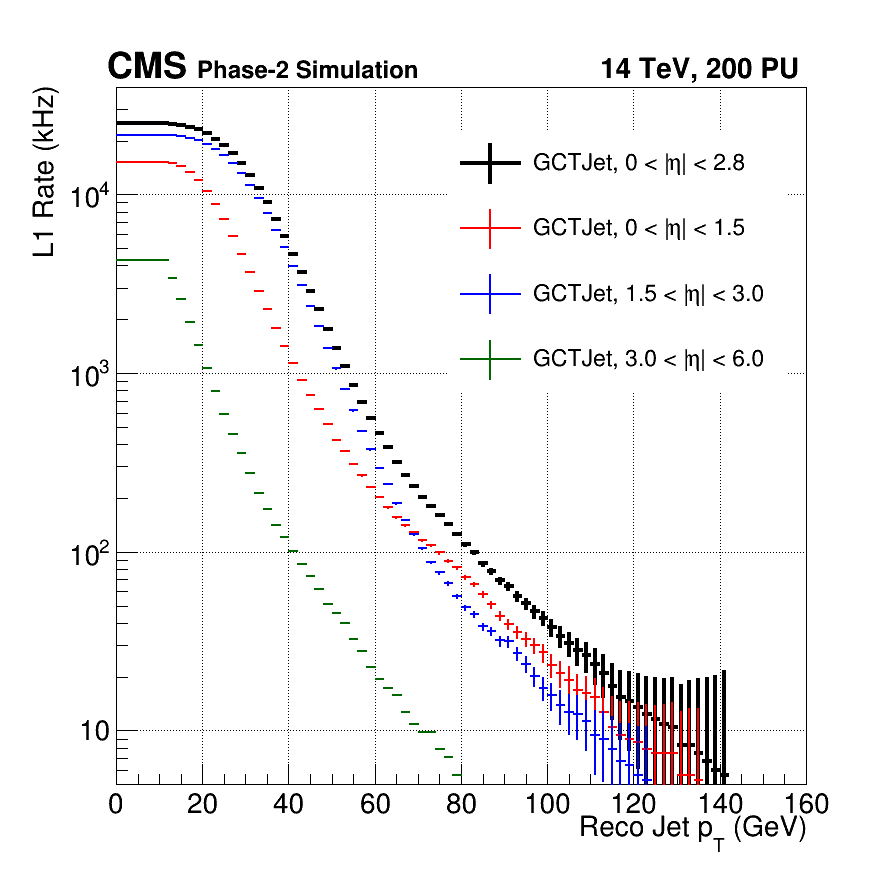 CMS Phase-2 Simulation 14 TeV, 200 PU
L1 Rate (kHz)
GCTJet, 0 < |η| < 2.8
GCTJet, 0 < |η| < 1.5
GCTJet, 1.5 < |η| < 3.0
GCTJet, 3.0 < |η| < 6.0
10⁴
10³
10²
10
0 20 40 60 80 100 120 140 160
Reco Jet p_T (GeV)